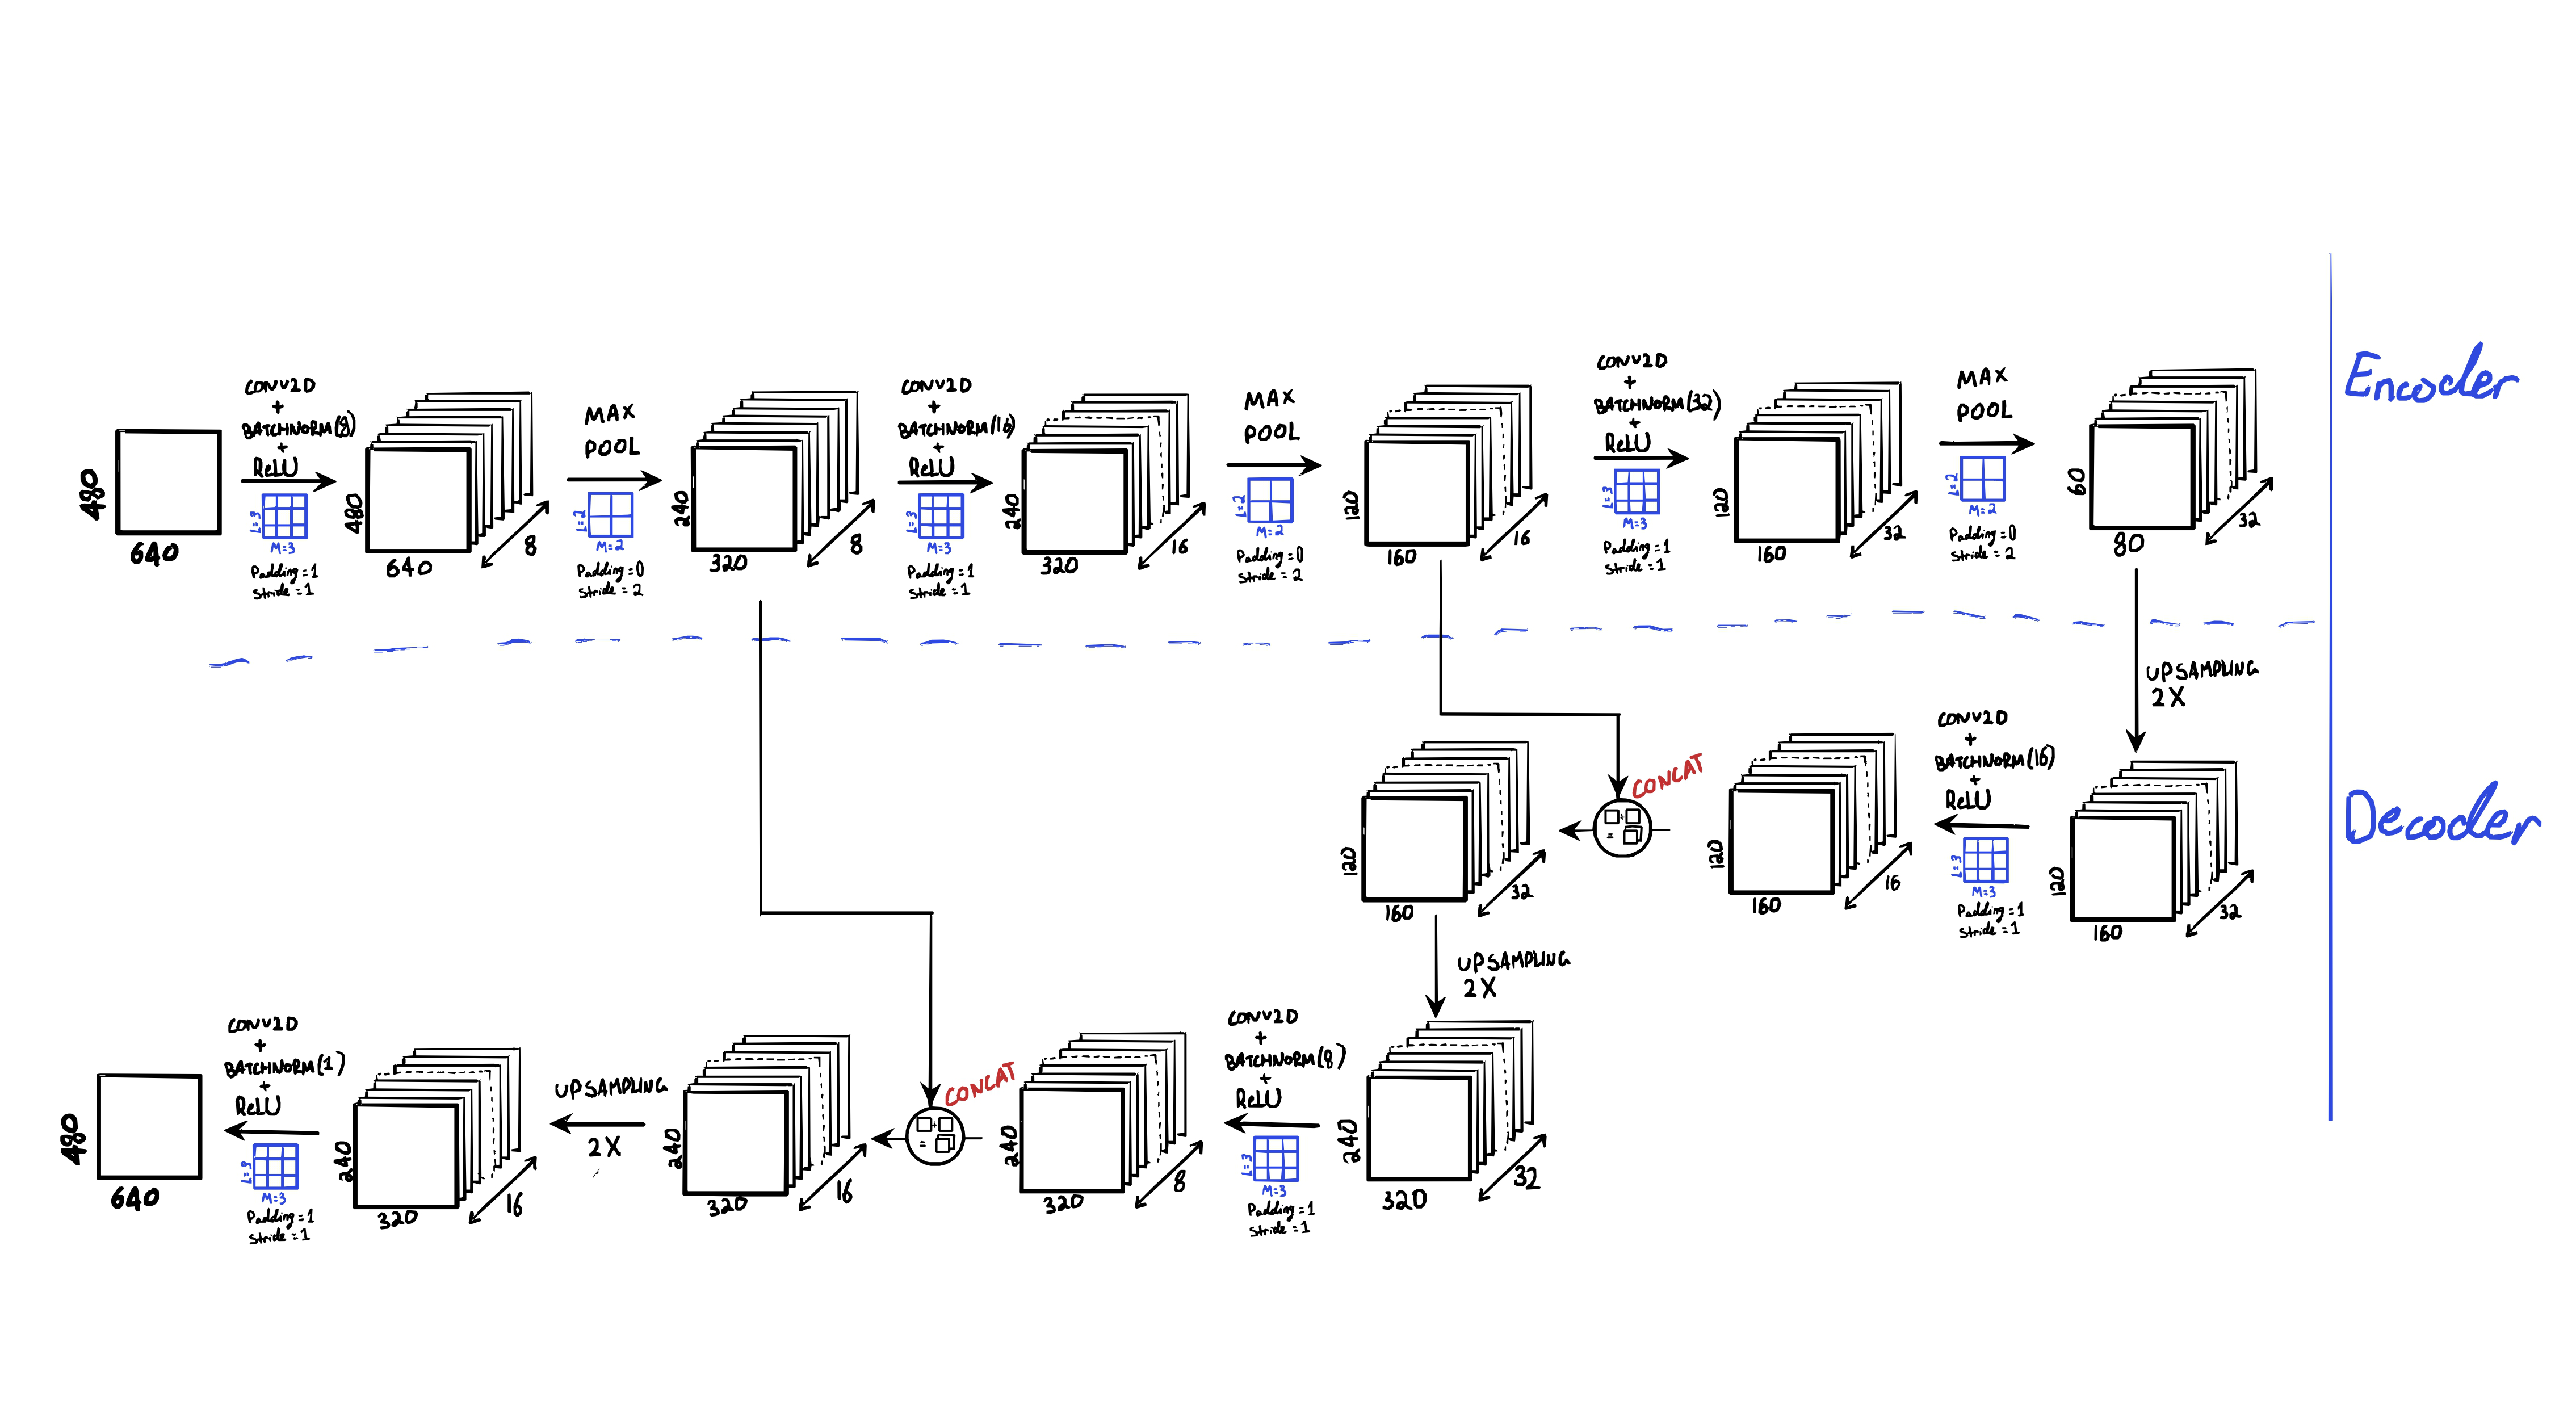 Encoder
480
640
CONV2D
+
BATCHNORM(8)
+
ReLU
L=3
M=3
Padding=1
Stride=1
480
640
8
MAX
POOL
L=2
M=2
Padding=0
Stride=2
240
320
8
CONV2D
+
BATCHNORM(16)
+
ReLU
L=3
M=3
Padding=1
Stride=1
240
320
16
MAX
POOL
L=2
M=2
Padding=0
Stride=2
120
160
16
CONV2D
+
BATCHNORM(32)
+
ReLU
L=3
M=3
Padding=1
Stride=1
120
160
32
MAX
POOL
L=2
M=2
Padding=0
Stride=2
60
80
32
UPSAMPLING
2X
Decoder
120
160
32
CONV2D
+
BATCHNORM(16)
+
ReLU
L=3
M=3
Padding=1
Stride=1
120
160
16
CONCAT
+
=
120
160
32
UPSAMPLING
2X
240
320
32
CONV2D
+
BATCHNORM(8)
+
ReLU
L=3
M=3
Padding=1
Stride=1
240
320
8
CONCAT
+
=
240
320
16
UPSAMPLING
2X
240
320
16
CONV2D
+
BATCHNORM(1)
+
ReLU
L=3
M=3
Padding=1
Stride=1
480
640